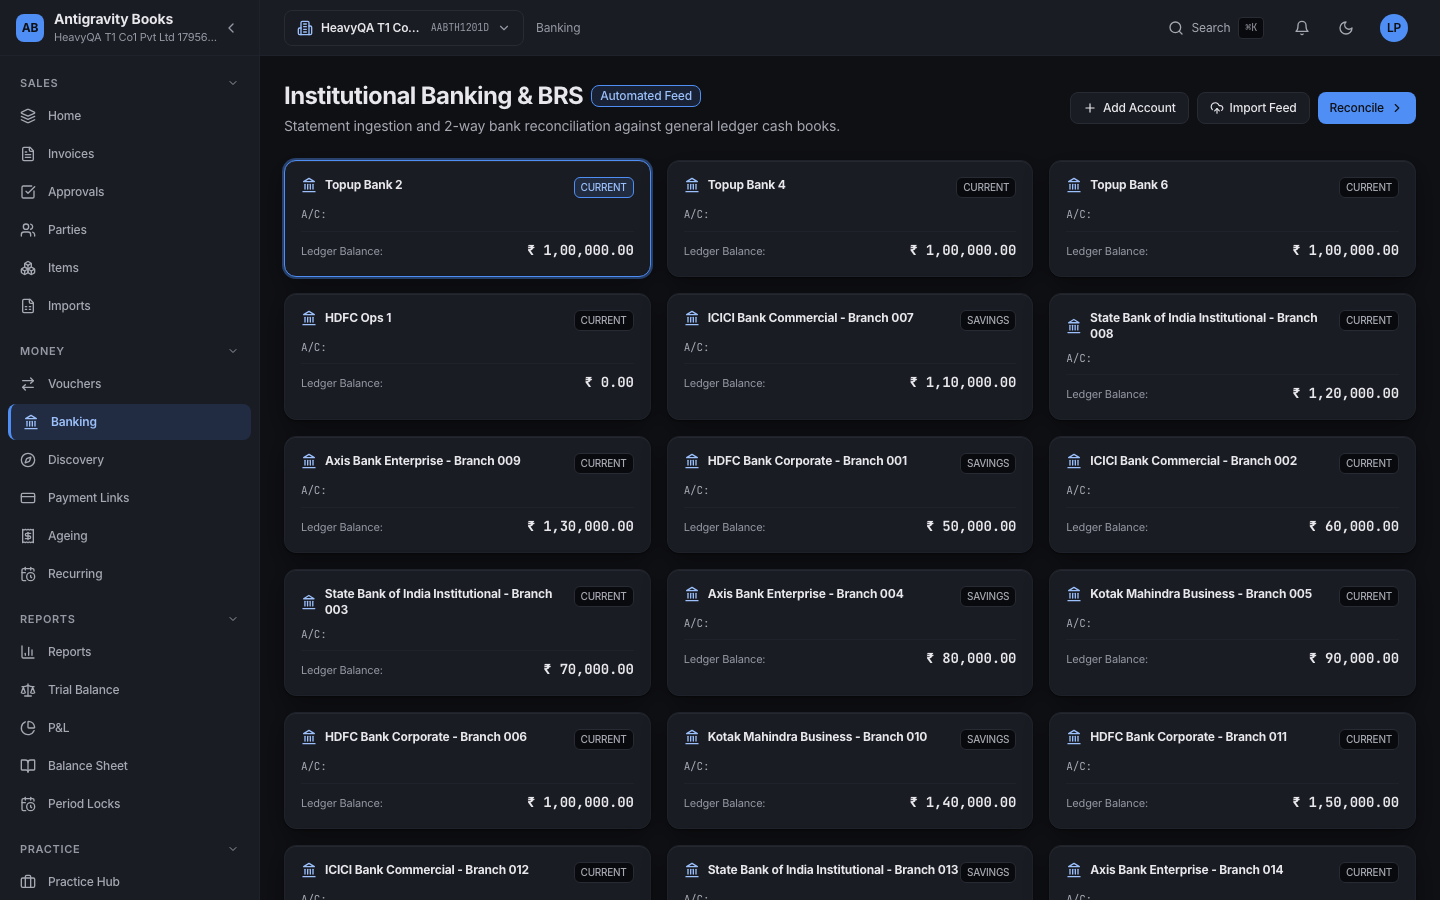 AB
Antigravity Books
HeavyQA T1 Co1 Pvt Ltd 17956...
HeavyQA T1 Co...
AABTH1201D
Banking
Search
⌘K
LP
SALES
Home
Invoices
Approvals
Parties
Items
Imports
MONEY
Vouchers
Banking
Discovery
Payment Links
Ageing
Recurring
REPORTS
Reports
Trial Balance
P&L
Balance Sheet
Period Locks
PRACTICE
Practice Hub
Institutional Banking & BRS
Automated Feed
Statement ingestion and 2-way bank reconciliation against general ledger cash books.
Add Account
Import Feed
Reconcile
Topup Bank 2
CURRENT
A/C:
Ledger Balance:
₹ 1,00,000.00
Topup Bank 4
CURRENT
A/C:
Ledger Balance:
₹ 1,00,000.00
Topup Bank 6
CURRENT
A/C:
Ledger Balance:
₹ 1,00,000.00
HDFC Ops 1
CURRENT
A/C:
Ledger Balance:
₹ 0.00
ICICI Bank Commercial - Branch 007
SAVINGS
A/C:
Ledger Balance:
₹ 1,10,000.00
State Bank of India Institutional - Branch
008
CURRENT
A/C:
Ledger Balance:
₹ 1,20,000.00
Axis Bank Enterprise - Branch 009
CURRENT
A/C:
Ledger Balance:
₹ 1,30,000.00
HDFC Bank Corporate - Branch 001
SAVINGS
A/C:
Ledger Balance:
₹ 50,000.00
ICICI Bank Commercial - Branch 002
CURRENT
A/C:
Ledger Balance:
₹ 60,000.00
State Bank of India Institutional - Branch
003
CURRENT
A/C:
Ledger Balance:
₹ 70,000.00
Axis Bank Enterprise - Branch 004
SAVINGS
A/C:
Ledger Balance:
₹ 80,000.00
Kotak Mahindra Business - Branch 005
CURRENT
A/C:
Ledger Balance:
₹ 90,000.00
HDFC Bank Corporate - Branch 006
CURRENT
A/C:
Ledger Balance:
₹ 1,00,000.00
Kotak Mahindra Business - Branch 010
SAVINGS
A/C:
Ledger Balance:
₹ 1,40,000.00
HDFC Bank Corporate - Branch 011
CURRENT
A/C:
Ledger Balance:
₹ 1,50,000.00
ICICI Bank Commercial - Branch 012
CURRENT
State Bank of India Institutional - Branch 013
SAVINGS
Axis Bank Enterprise - Branch 014
CURRENT